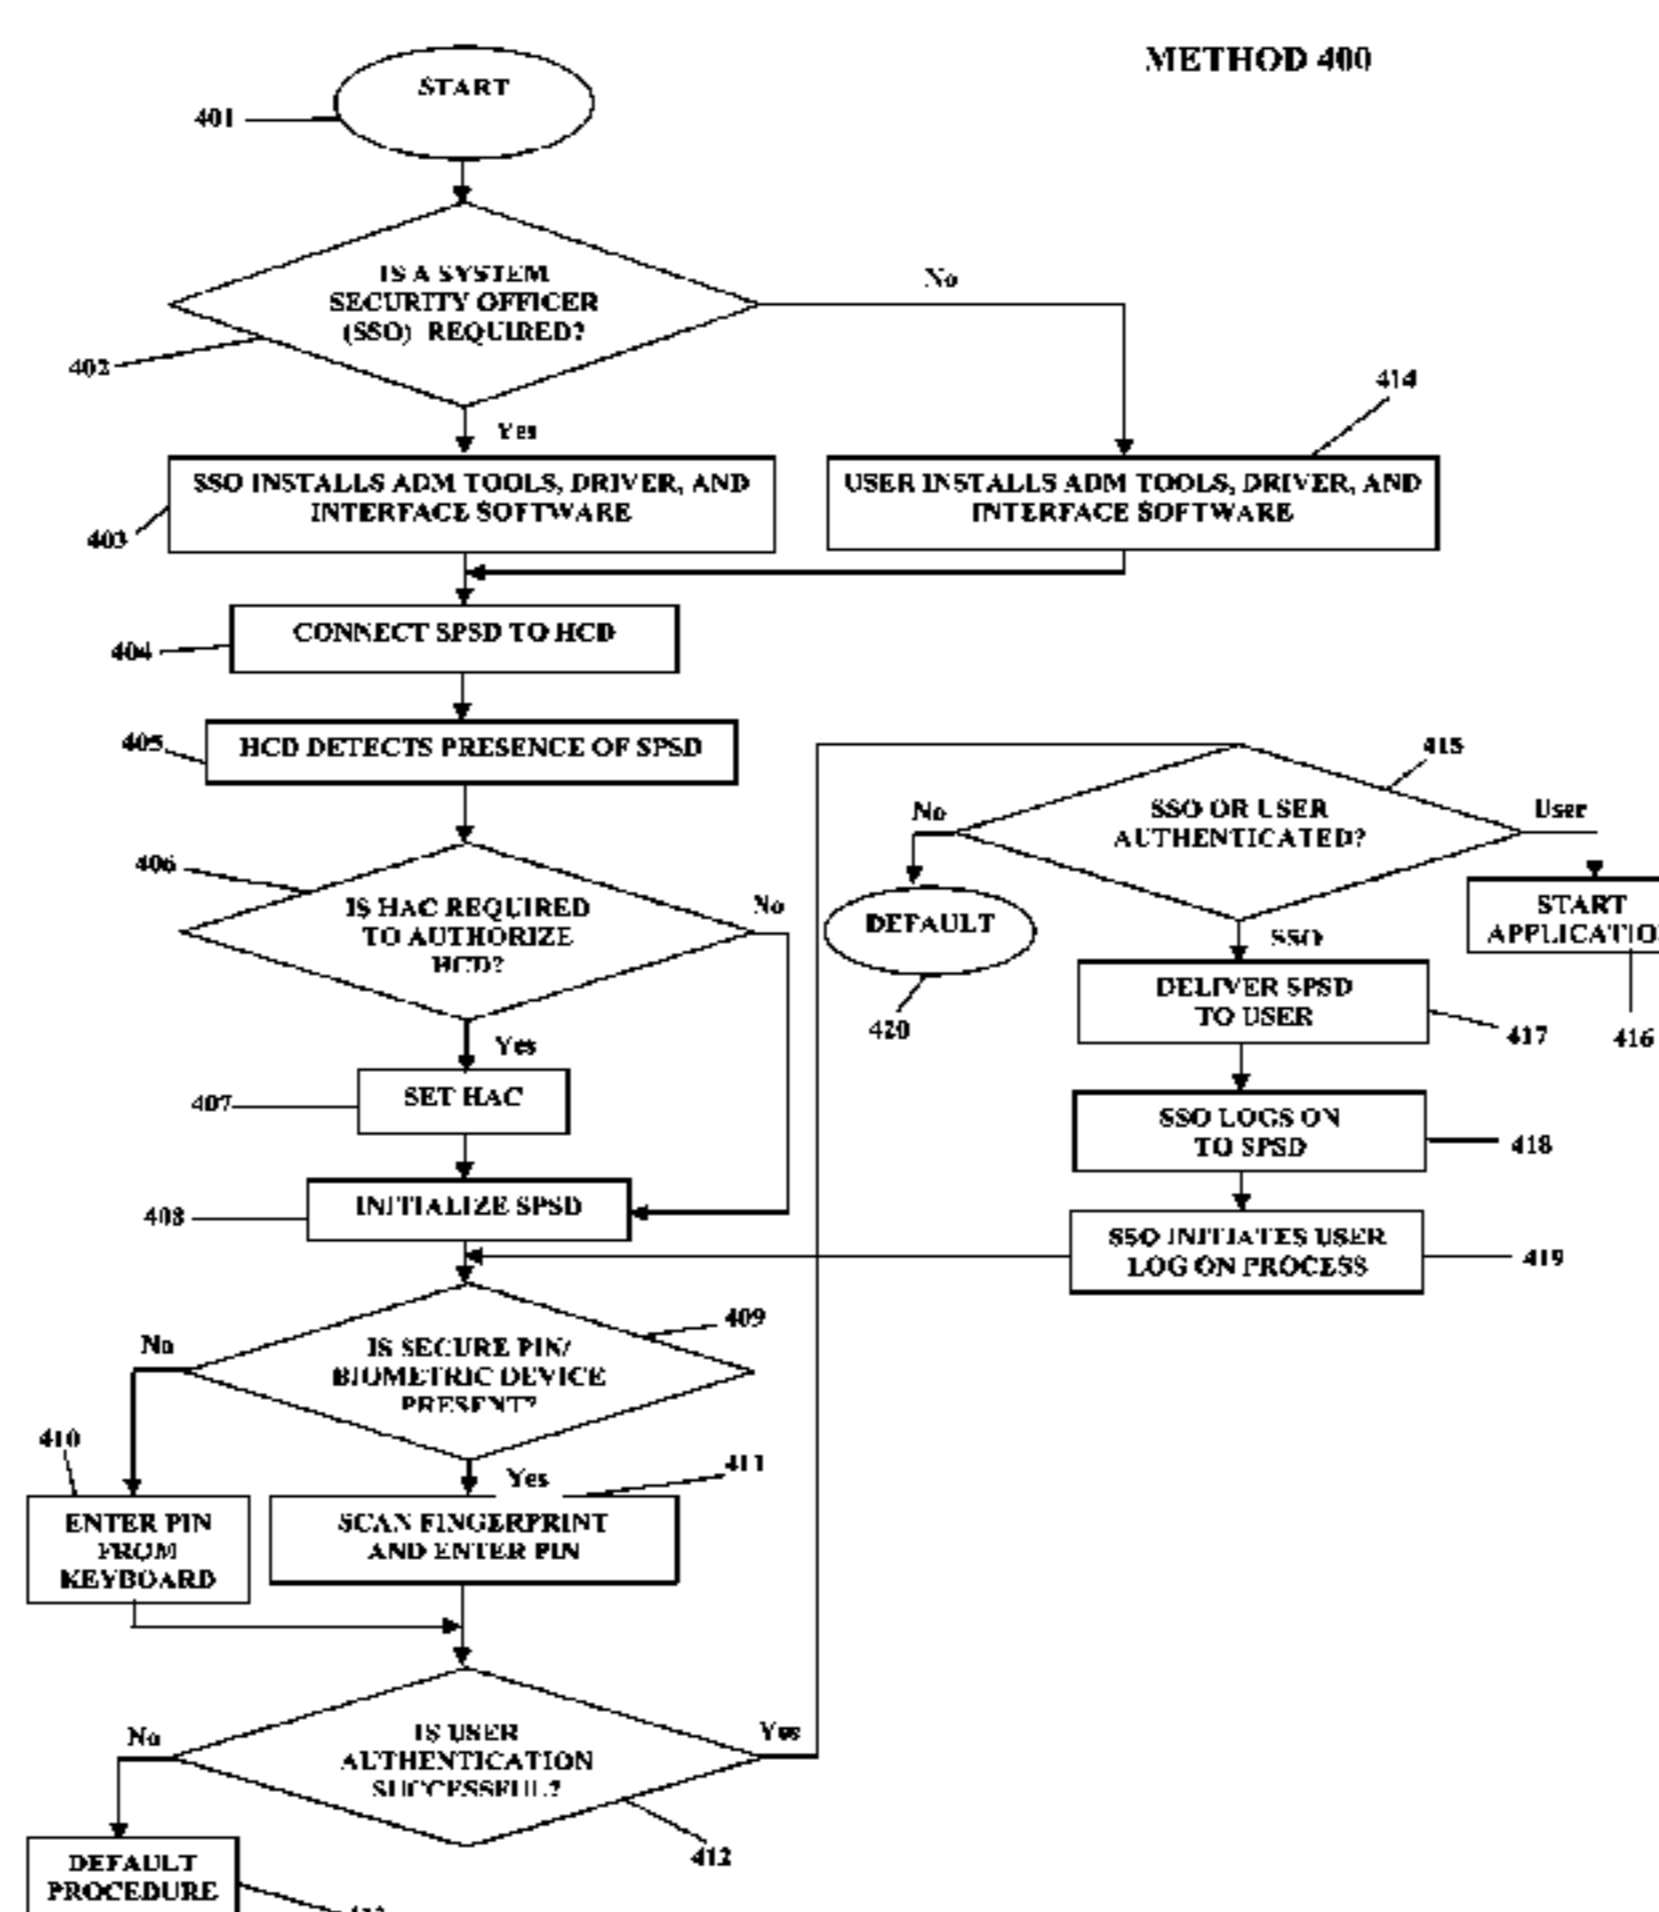 METHOD 400
START
401
IS A SYSTEM
SECURITY OFFICER
(SSO) REQUIRED?
No
402
414
Yes
SSO INSTALLS ADM TOOLS, DRIVER, AND
INTERFACE SOFTWARE
USER INSTALLS ADM TOOLS, DRIVER, AND
INTERFACE SOFTWARE
403
CONNECT SPSD TO HCD
404
HCD DETECTS PRESENCE OF SPSD
405
415
SSO OR USER
AUTHENTICATED?
No
User
406
IS HAC REQUIRED
TO AUTHORIZE
HCD?
No
DEFAULT
START
SSO
420
DELIVER SPSD
TO USER
417
416
Yes
SET HAC
407
SSO LOGS ON
TO SPSD
418
INITIALIZE SPSD
408
SSO INITIATES USER
LOG ON PROCESS
419
409
No
IS SECURE PIN/
BIOMETRIC DEVICE
PRESENT?
410
411
Yes
ENTER PIN
FROM
KEYBOARD
SCAN FINGERPRINT
AND ENTER PIN
No
IS USER
AUTHENTICATION
SUCCESSFUL?
Yes
412
DEFAULT
PROCEDURE